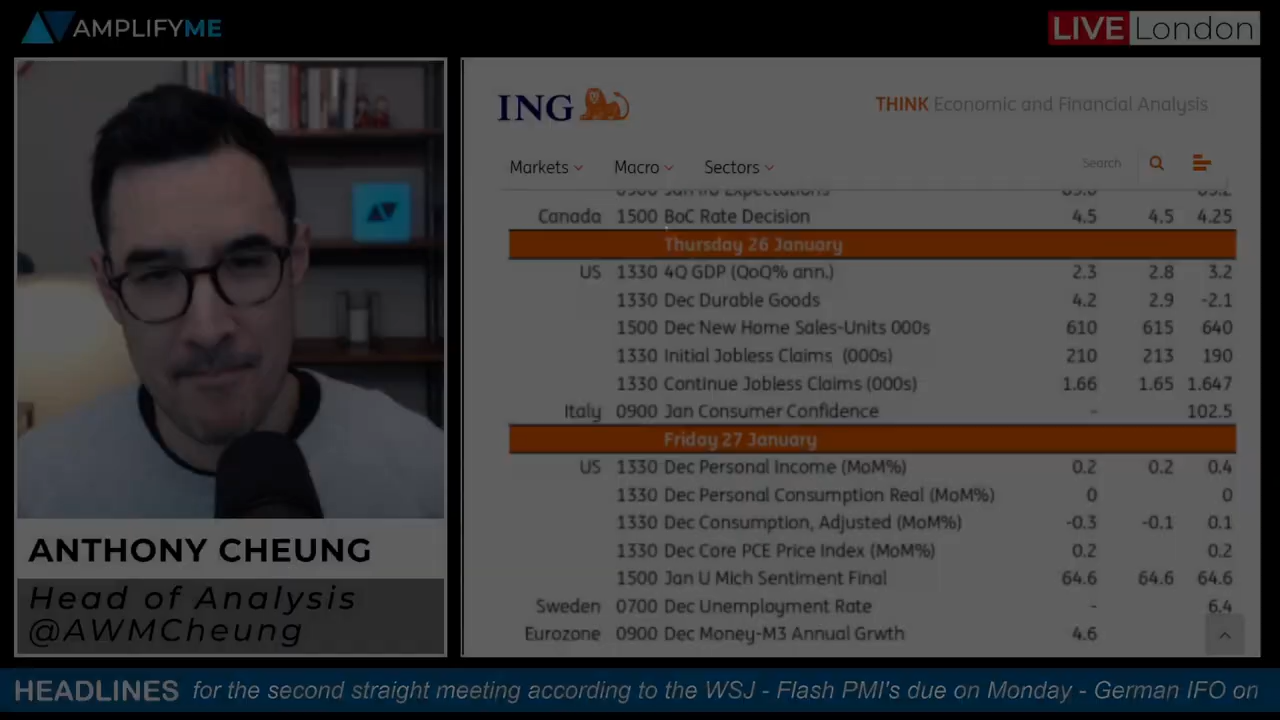 AMPLIFYME
LIVE London
ING
THINK Economic and Financial Analysis
Markets Macro Sectors Search
Canada 1500 BoC Rate Decision 4.5 4.5 4.25
Thursday 26 January
US 1330 4Q GDP (QoQ% ann.) 2.3 2.8 3.2
1330 Dec Durable Goods 4.2 2.9 -2.1
1500 Dec New Home Sales-Units 000s 610 615 640
1330 Initial Jobless Claims (000s) 210 213 190
1330 Continue Jobless Claims (000s) 1.66 1.65 1.647
Italy 0900 Jan Consumer Confidence - 102.5
Friday 27 January
US 1330 Dec Personal Income (MoM%) 0.2 0.2 0.4
1330 Dec Personal Consumption Real (MoM%) 0 0
1330 Dec Consumption, Adjusted (MoM%) -0.3 -0.1 0.1
1330 Dec Core PCE Price Index (MoM%) 0.2 0.2
1500 Jan U Mich Sentiment Final 64.6 64.6 64.6
Sweden 0700 Dec Unemployment Rate - 6.4
Eurozone 0900 Dec Money-M3 Annual Grwth 4.6
ANTHONY CHEUNG
Head of Analysis
@AWMCheung
HEADLINES for the second straight meeting according to the WSJ - Flash PMI's due on Monday - German IFO on